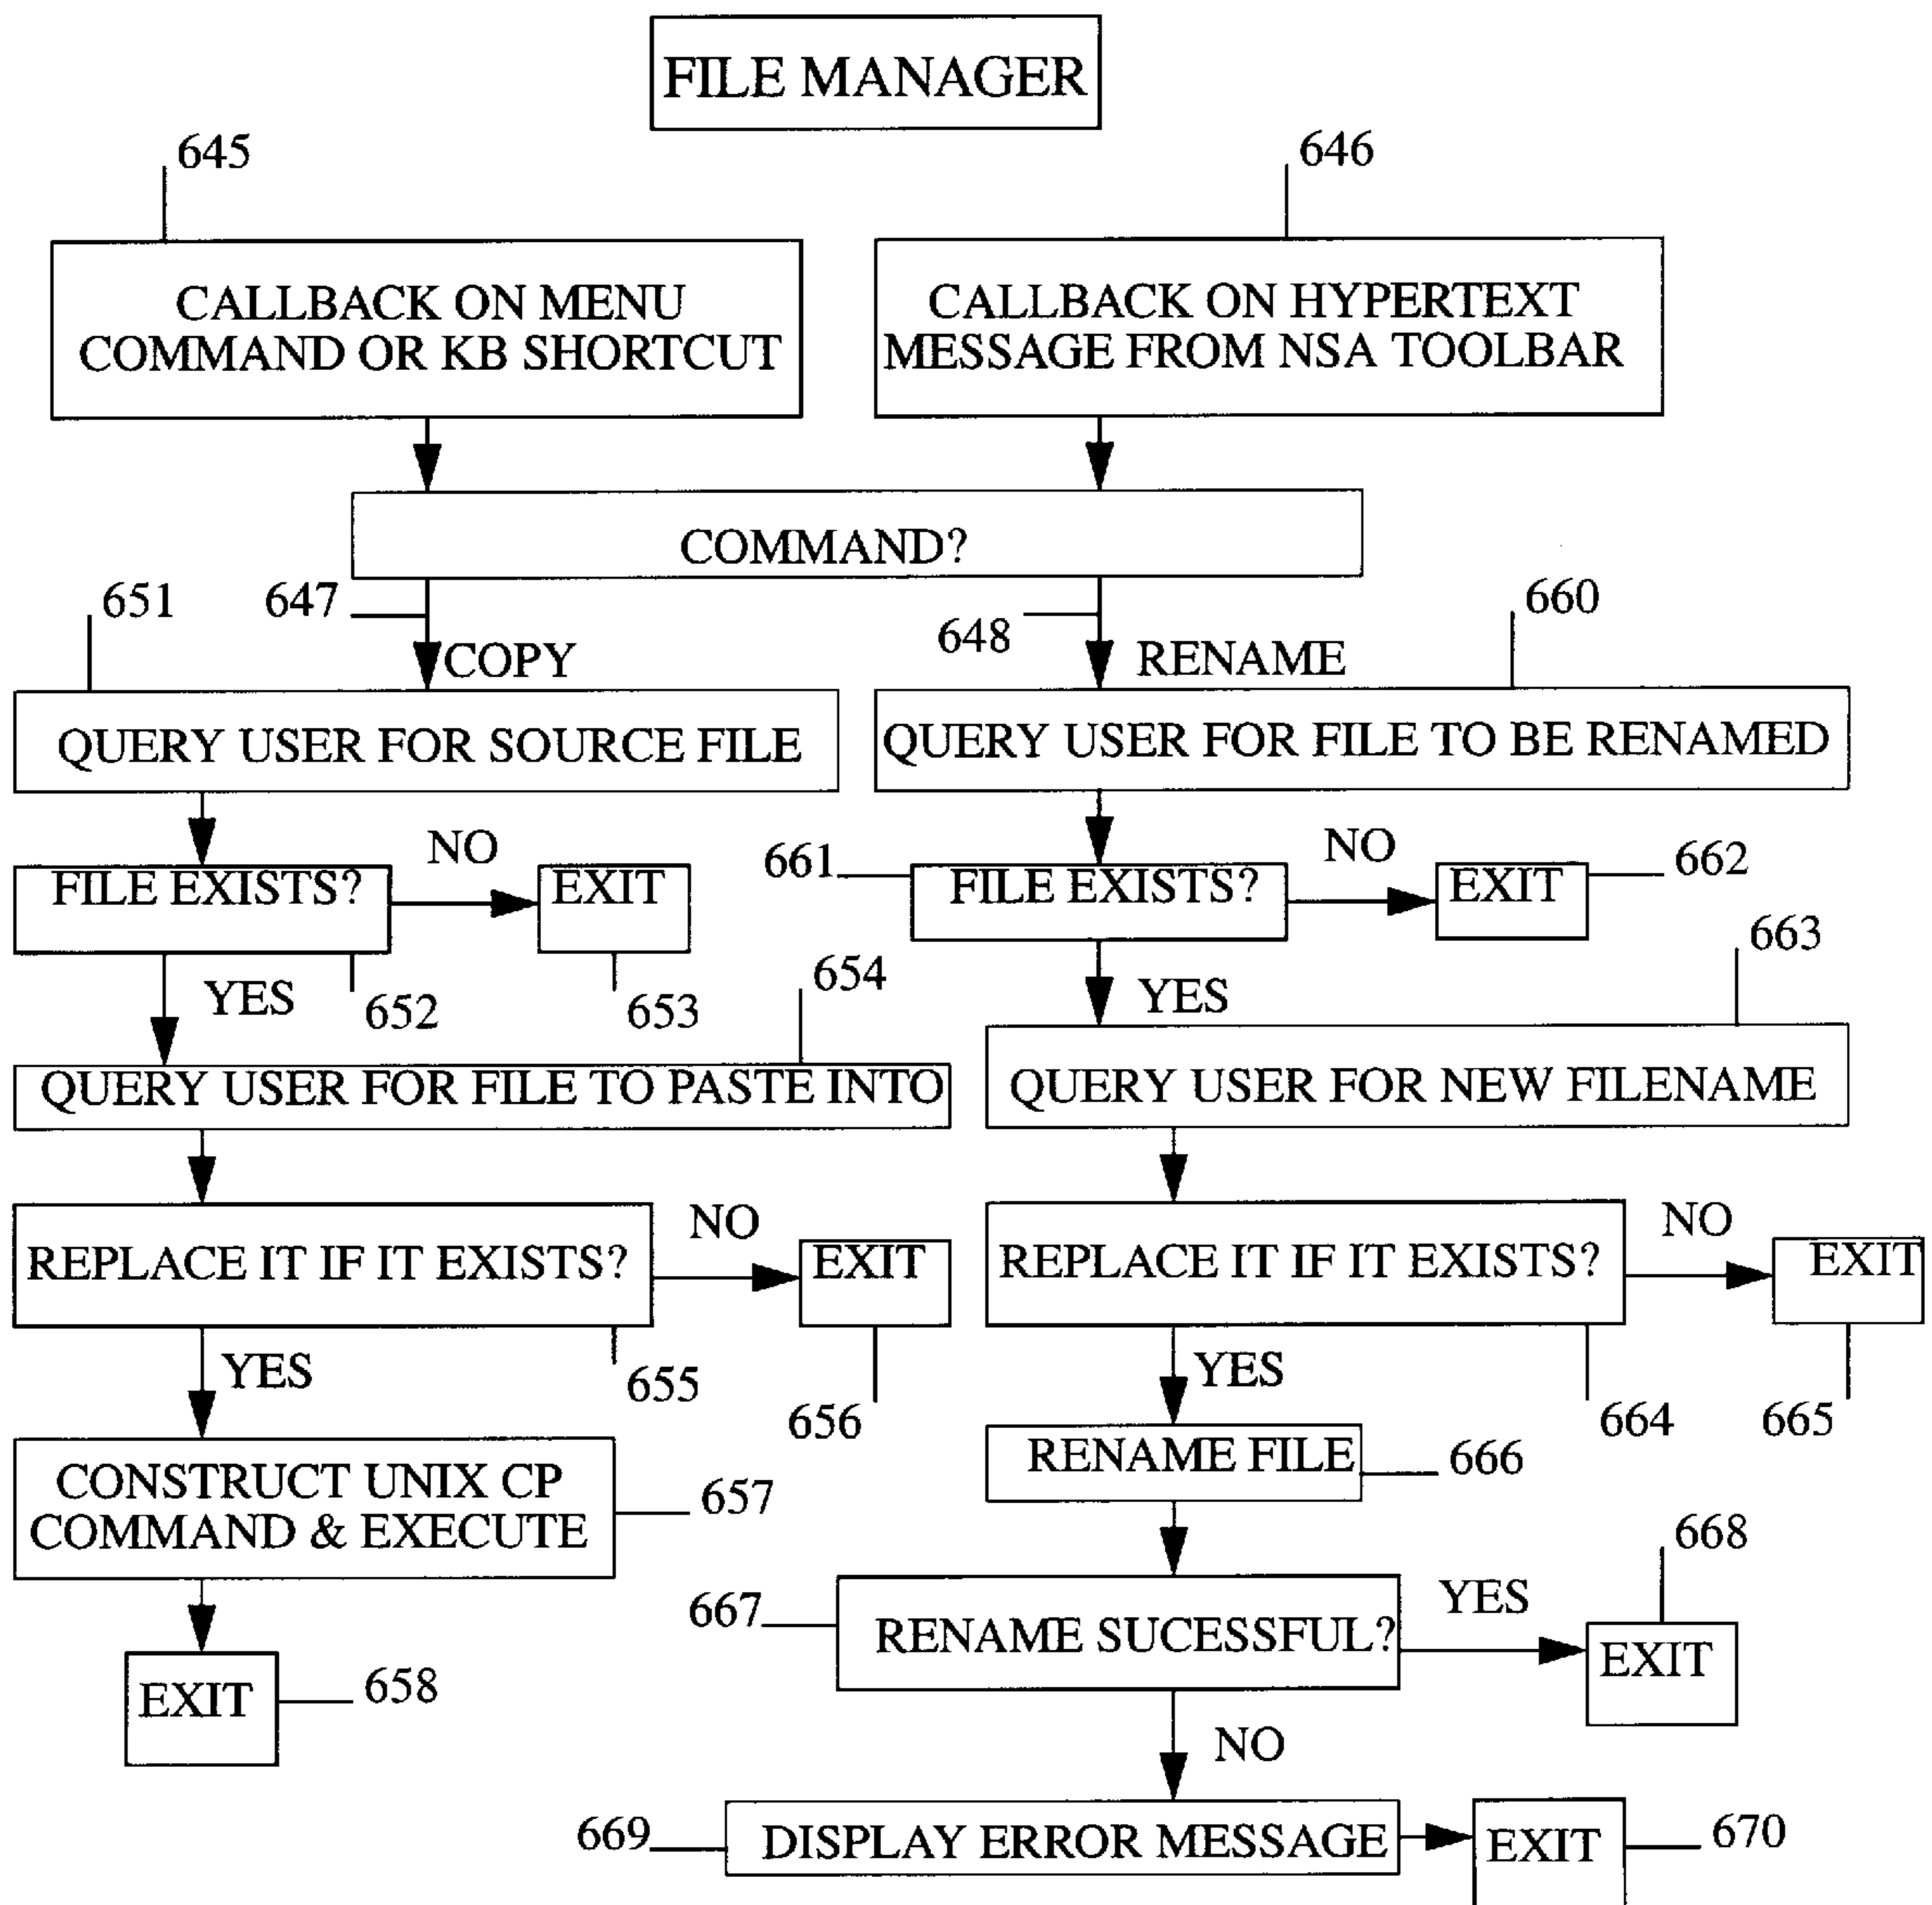 FILE MANAGER
645
646
CALLBACK ON MENU
COMMAND OR KB SHORTCUT
CALLBACK ON HYPERTEXT
MESSAGE FROM NSA TOOLBAR
COMMAND?
651
647
COPY
648
RENAME
660
QUERY USER FOR SOURCE FILE
QUERY USER FOR FILE TO BE RENAMED
FILE EXISTS?
NO
EXIT
661
FILE EXISTS?
NO
EXIT
662
YES
652
653
654
YES
663
QUERY USER FOR FILE TO PASTE INTO
QUERY USER FOR NEW FILENAME
REPLACE IT IF IT EXISTS?
NO
EXIT
REPLACE IT IF IT EXISTS?
NO
EXIT
YES
655
656
YES
664
665
CONSTRUCT UNIX CP
COMMAND & EXECUTE
657
RENAME FILE
666
668
667
RENAME SUCESSFUL?
YES
EXIT
EXIT
658
NO
669
DISPLAY ERROR MESSAGE
EXIT
670